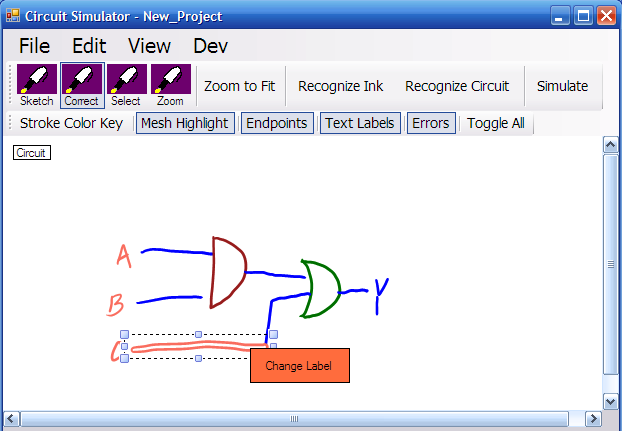 Circuit Simulator - New_Project
File Edit View Dev
Sketch Correct Select Zoom Zoom to Fit Recognize Ink Recognize Circuit Simulate
Stroke Color Key Mesh Highlight Endpoints Text Labels Errors Toggle All
Circuit
A
B
Y
C
Change Label